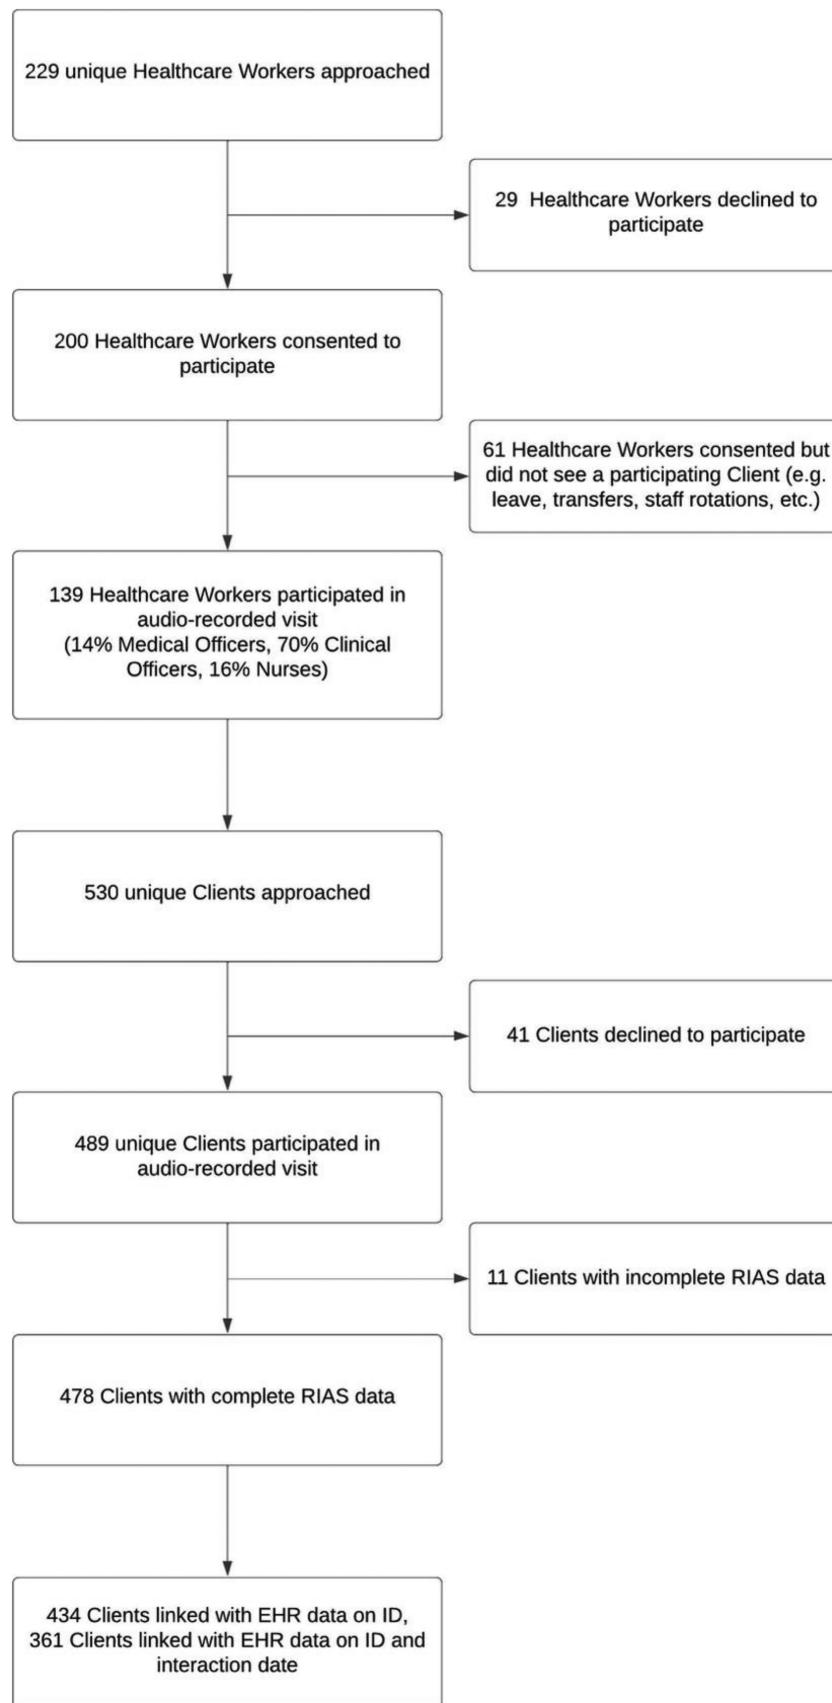 229 unique Healthcare Workers approached
29 Healthcare Workers declined to
participate
200 Healthcare Workers consented to
participate
61 Healthcare Workers consented but
did not see a participating Client (e.g.
leave, transfers, staff rotations, etc.)
139 Healthcare Workers participated in
audio-recorded visit
(14% Medical Officers, 70% Clinical
Officers, 16% Nurses)
530 unique Clients approached
41 Clients declined to participate
489 unique Clients participated in
audio-recorded visit
11 Clients with incomplete RIAS data
478 Clients with complete RIAS data
434 Clients linked with EHR data on ID,
361 Clients linked with EHR data on ID and
interaction date